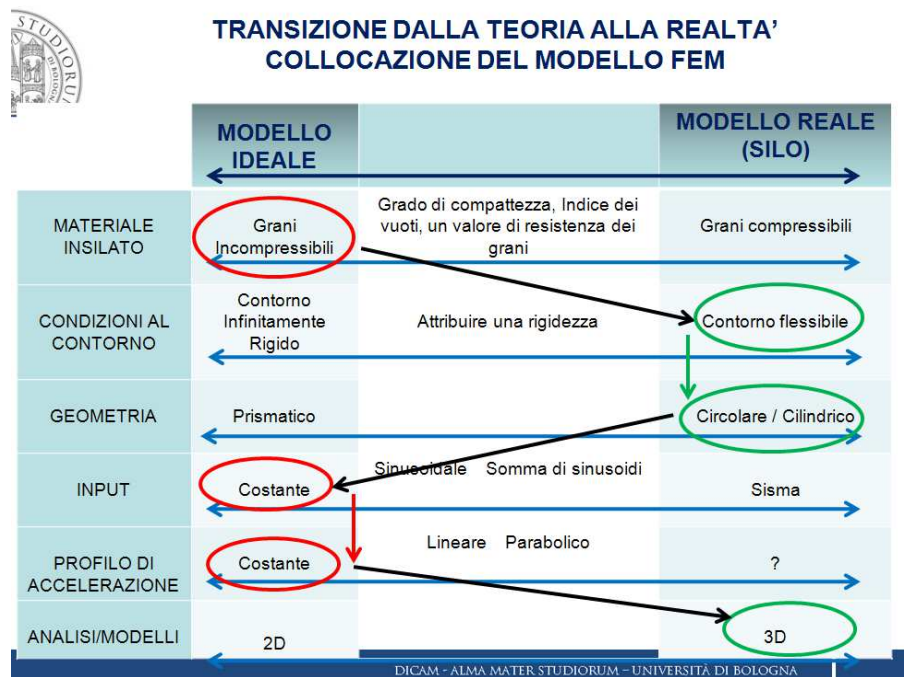 STUDIORUM
DI BOLOGNA
TRANSIZIONE DALLA TEORIA ALLA REALTA'
COLLOCAZIONE DEL MODELLO FEM
MODELLO
IDEALE
MODELLO REALE
(SILO)
MATERIALE
INSILATO
Grani
Incompressibili
Grado di compattezza, Indice dei
vuoti, un valore di resistenza dei
grani
Grani compressibili
CONDIZIONI AL
CONTORNO
Contorno
Infinitamente
Rigido
Attribuire una rigidezza
Contorno flessibile
GEOMETRIA
Prismatico
Circolare / Cilindrico
INPUT
Costante
Sinusoidale Somma di sinusoidi
Sisma
PROFILO DI
ACCELERAZIONE
Costante
Lineare Parabolico
?
ANALISI/MODELLI
2D
3D
DICAM - ALMA MATER STUDIORUM – UNIVERSITÀ DI BOLOGNA